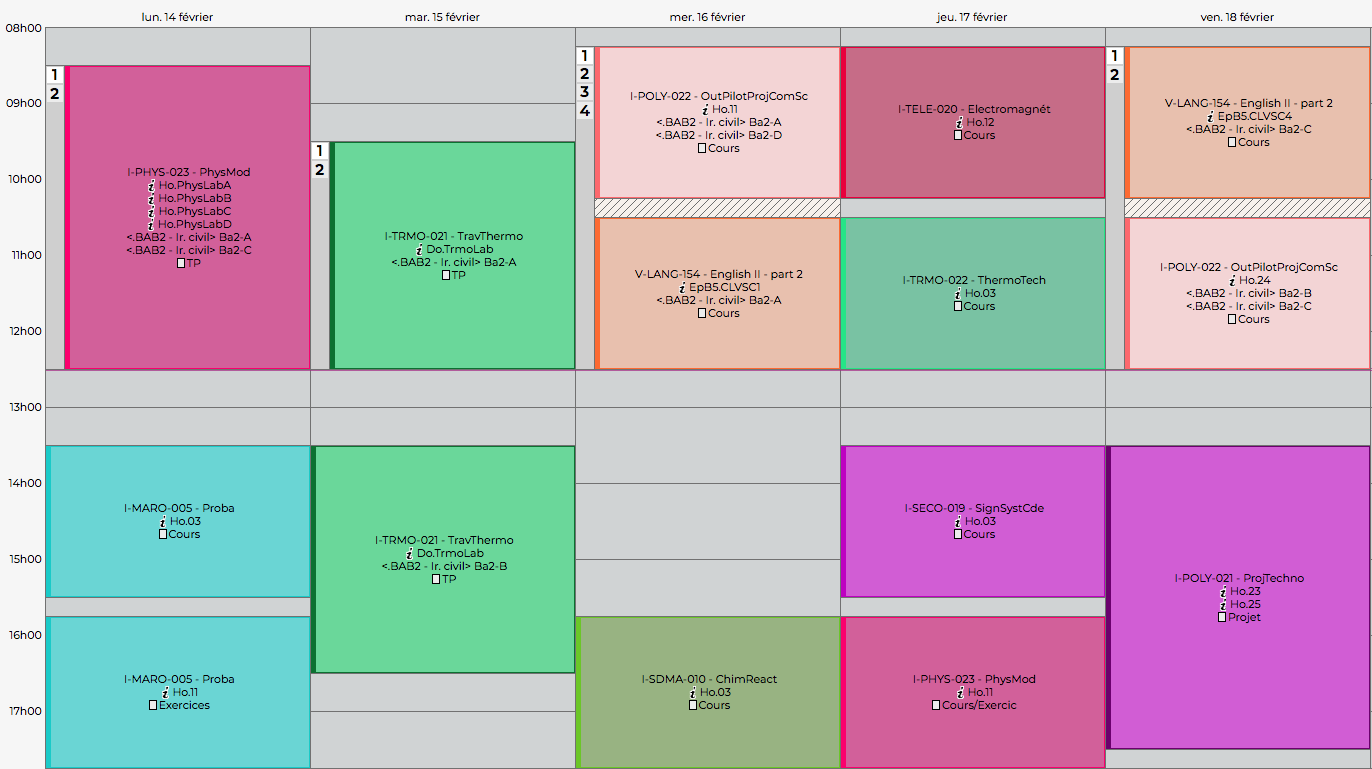 lun. 14 février
mar. 15 février
mer. 16 février
jeu. 17 février
ven. 18 février
08h00
09h00
10h00
11h00
12h00
13h00
14h00
15h00
16h00
17h00
1
2
I-PHYS-023 - PhysMod
i Ho.PhysLabA
i Ho.PhysLabB
i Ho.PhysLabC
i Ho.PhysLabD
<.BAB2 - Ir. civil> Ba2-A
<.BAB2 - Ir. civil> Ba2-C
TP
I-MARO-005 - Proba
i Ho.03
Cours
I-MARO-005 - Proba
i Ho.11
Exercices
1
2
I-TRMO-021 - TravThermo
i Do.TrmoLab
<.BAB2 - Ir. civil> Ba2-A
TP
I-TRMO-021 - TravThermo
i Do.TrmoLab
<.BAB2 - Ir. civil> Ba2-B
TP
1
2
3
4
I-POLY-022 - OutPilotProjComSc
i Ho.11
<.BAB2 - Ir. civil> Ba2-A
<.BAB2 - Ir. civil> Ba2-D
Cours
V-LANG-154 - English II - part 2
i EpB5.CLVSC1
<.BAB2 - Ir. civil> Ba2-A
Cours
I-SDMA-010 - ChimReact
i Ho.03
Cours
I-TELE-020 - Electromagnét
i Ho.12
Cours
I-TRMO-022 - ThermoTech
i Ho.03
Cours
I-SECO-019 - SignSystCde
i Ho.03
Cours
I-PHYS-023 - PhysMod
i Ho.11
Cours/Exercic
1
2
V-LANG-154 - English II - part 2
i EpB5.CLVSC4
<.BAB2 - Ir. civil> Ba2-C
Cours
I-POLY-022 - OutPilotProjComSc
i Ho.24
<.BAB2 - Ir. civil> Ba2-B
<.BAB2 - Ir. civil> Ba2-C
Cours
I-POLY-021 - ProjTechno
i Ho.23
i Ho.25
Projet